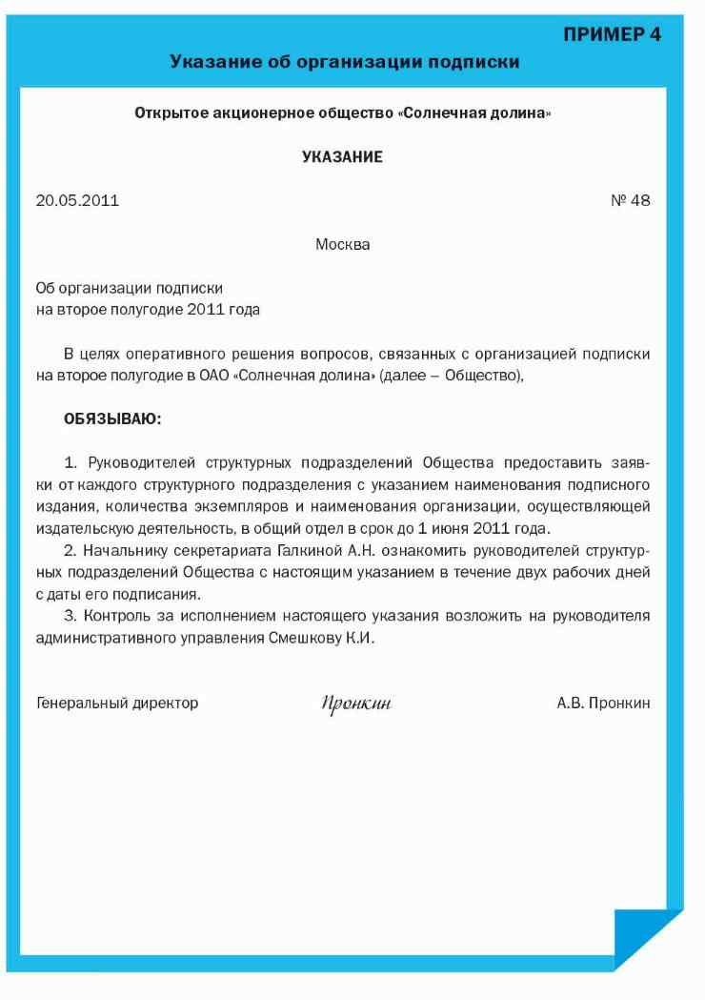 ПРИМЕР 4
Указание об организации подписки
Открытое акционерное общество «Солнечная долина»
УКАЗАНИЕ
20.05.2011 № 48
Москва
Об организации подписки
на второе полугодие 2011 года
В целях оперативного решения вопросов, связанных с организацией подписки
на второе полугодие в ОАО «Солнечная долина» (далее – Общество),
ОБЯЗЫВАЮ:
1. Руководителей структурных подразделений Общества предоставить заяв-
ки от каждого структурного подразделения с указанием наименования подписного
издания, количества экземпляров и наименования организации, осуществляющей
издательскую деятельность, в общий отдел в срок до 1 июня 2011 года.
2. Начальнику секретариата Галкиной А.Н. ознакомить руководителей структур-
ных подразделений Общества с настоящим указанием в течение двух рабочих дней
с даты его подписания.
3. Контроль за исполнением настоящего указания возложить на руководителя
административного управления Смешкову К.И.
Генеральный директор Пронкин А.В. Пронкин